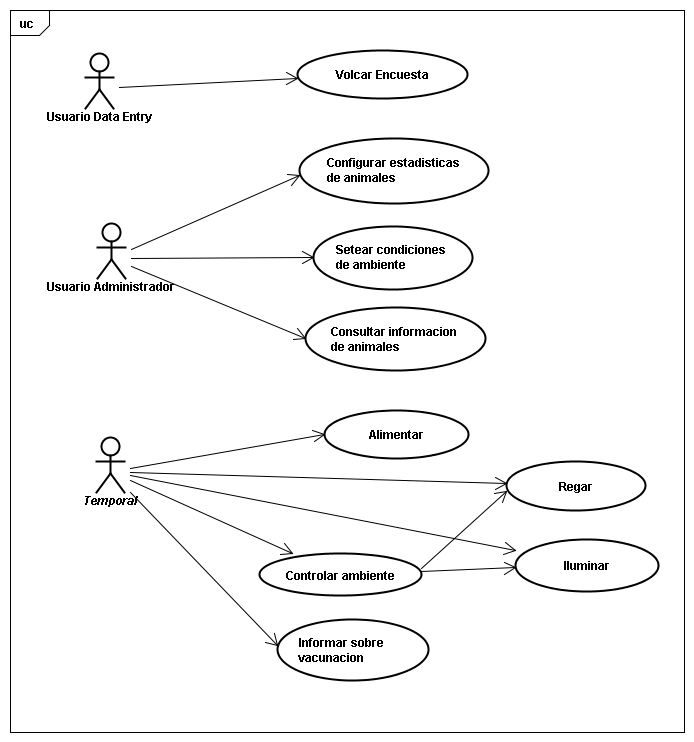 uc
Volcar Encuesta
Usuario Data Entry
Configurar estadisticas
de animales
Setear condiciones
de ambiente
Usuario Administrador
Consultar informacion
de animales
Alimentar
Temporal
Regar
Iluminar
Controlar ambiente
Informar sobre
vacunacion